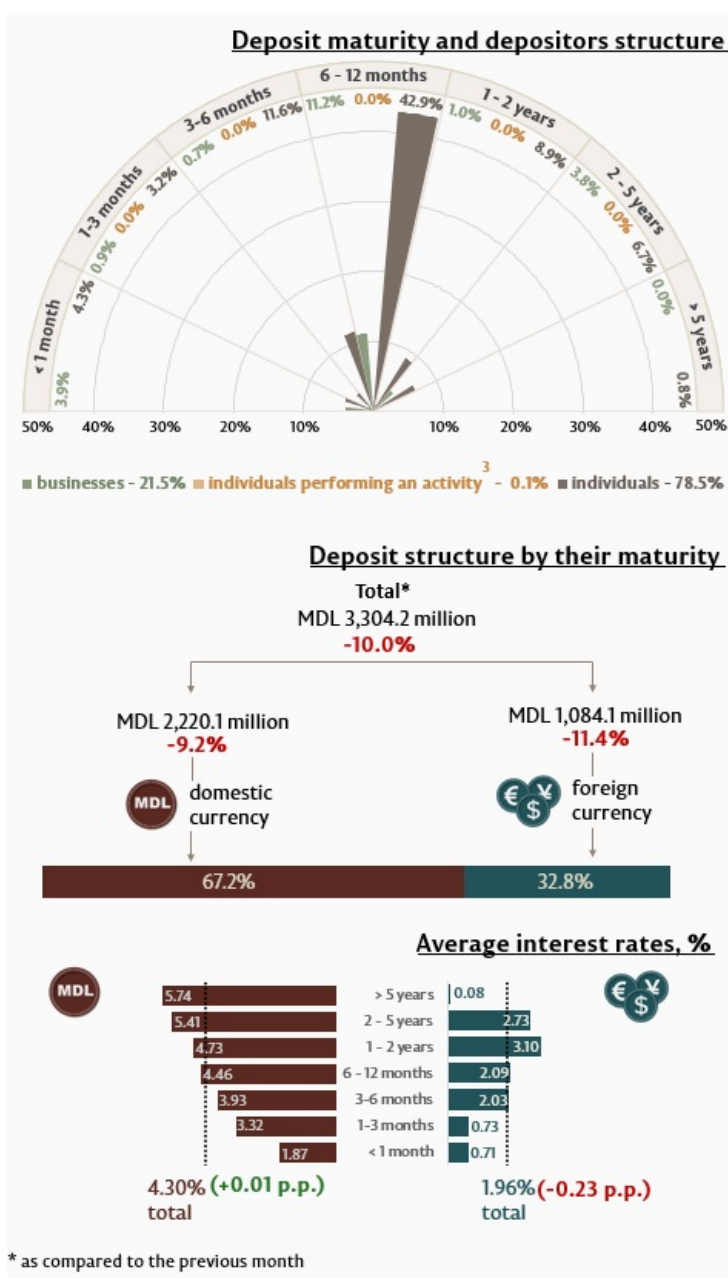 Deposit maturity and depositors structure
< 1 month
1-3 months
3-6 months
6 - 12 months
1 - 2 years
2 - 5 years
> 5 years
3.9%
4.3%
0.9%
0.0%
3.2%
0.7%
0.0%
11.6%
11.2%
0.0%
42.9%
1.0%
0.0%
8.9%
3.8%
0.0%
6.7%
0.0%
0.8%
50% 40% 30% 20% 10% 10% 20% 30% 40% 50%
businesses - 21.5% individuals performing an activity 3 - 0.1% individuals - 78.5%
Deposit structure by their maturity
Total*
MDL 3,304.2 million
-10.0%
MDL 2,220.1 million
-9.2%
MDL 1,084.1 million
-11.4%
MDL
domestic
currency
€ ¥ $
foreign
currency
67.2% 32.8%
Average interest rates, %
MDL
€ ¥ $
5.74 > 5 years 0.08
5.41 2 - 5 years 2.73
4.73 1 - 2 years 3.10
4.46 6 - 12 months 2.09
3.93 3-6 months 2.03
3.32 1-3 months 0.73
1.87 < 1 month 0.71
4.30% (+0.01 p.p.)
total
1.96% (-0.23 p.p.)
total
* as compared to the previous month